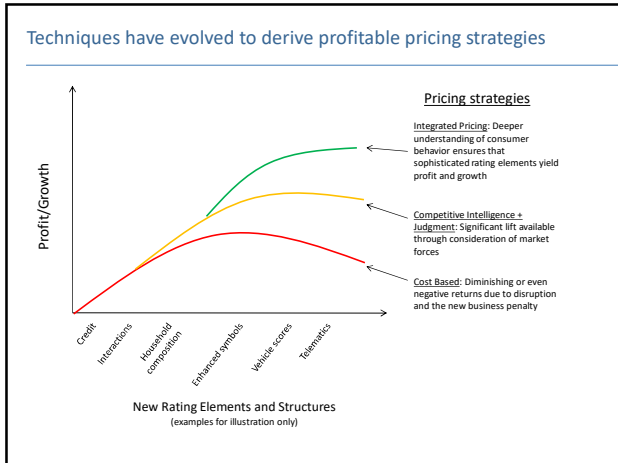 Techniques have evolved to derive profitable pricing strategies
Profit/Growth
Pricing strategies
Integrated Pricing: Deeper
understanding of consumer
behavior ensures that
sophisticated rating elements yield
profit and growth
Competitive Intelligence +
Judgment: Significant lift available
through consideration of market
forces
Cost Based: Diminishing or even
negative returns due to disruption
and the new business penalty
Credit
Interactions
Household
composition
Enhanced symbols
Vehicle scores
Telematics
New Rating Elements and Structures
(examples for illustration only)